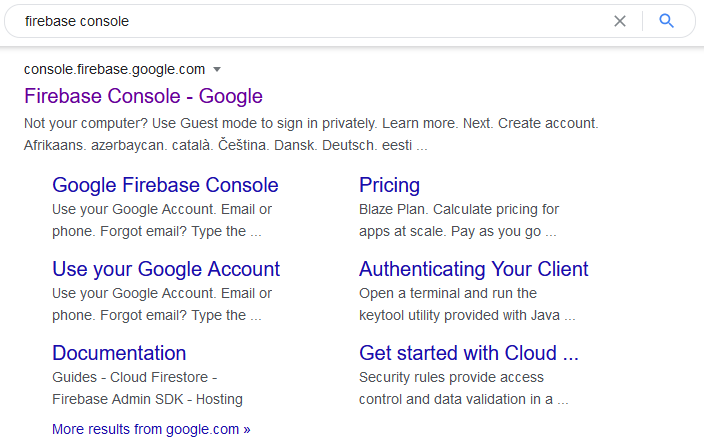 firebase console
console.firebase.google.com
Firebase Console - Google
Not your computer? Use Guest mode to sign in privately. Learn more. Next. Create account.
Afrikaans. azərbaycan. català. Čeština. Dansk. Deutsch. eesti ...
Google Firebase Console
Use your Google Account. Email or
phone. Forgot email? Type the ...
Pricing
Blaze Plan. Calculate pricing for
apps at scale. Pay as you go ...
Use your Google Account
Use your Google Account. Email or
phone. Forgot email? Type the ...
Authenticating Your Client
Open a terminal and run the
keytool utility provided with Java ...
Documentation
Guides - Cloud Firestore -
Firebase Admin SDK - Hosting
Get started with Cloud ...
Security rules provide access
control and data validation in a ...
More results from google.com »